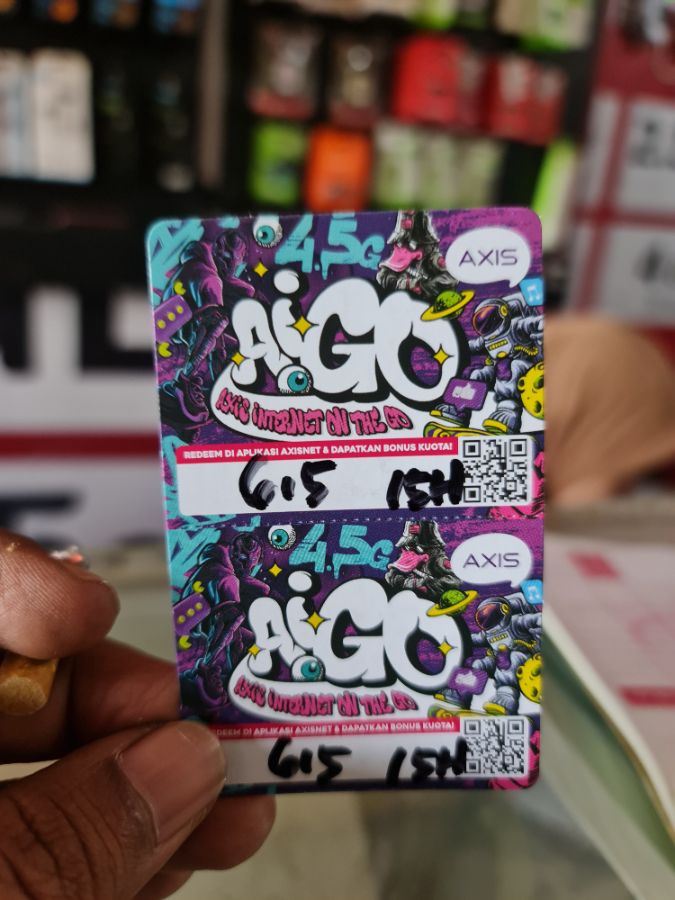 4.5G
AXIS
AiGO
AXIS INTERNET ON THE GO
REDEEM DI APLIKASI AXISNET & DAPATKAN BONUS KUOTA!
6.5 15H
4.5G
AXIS
AiGO
AXIS INTERNET ON THE GO
REDEEM DI APLIKASI AXISNET & DAPATKAN BONUS KUOTA!
6.5 15H